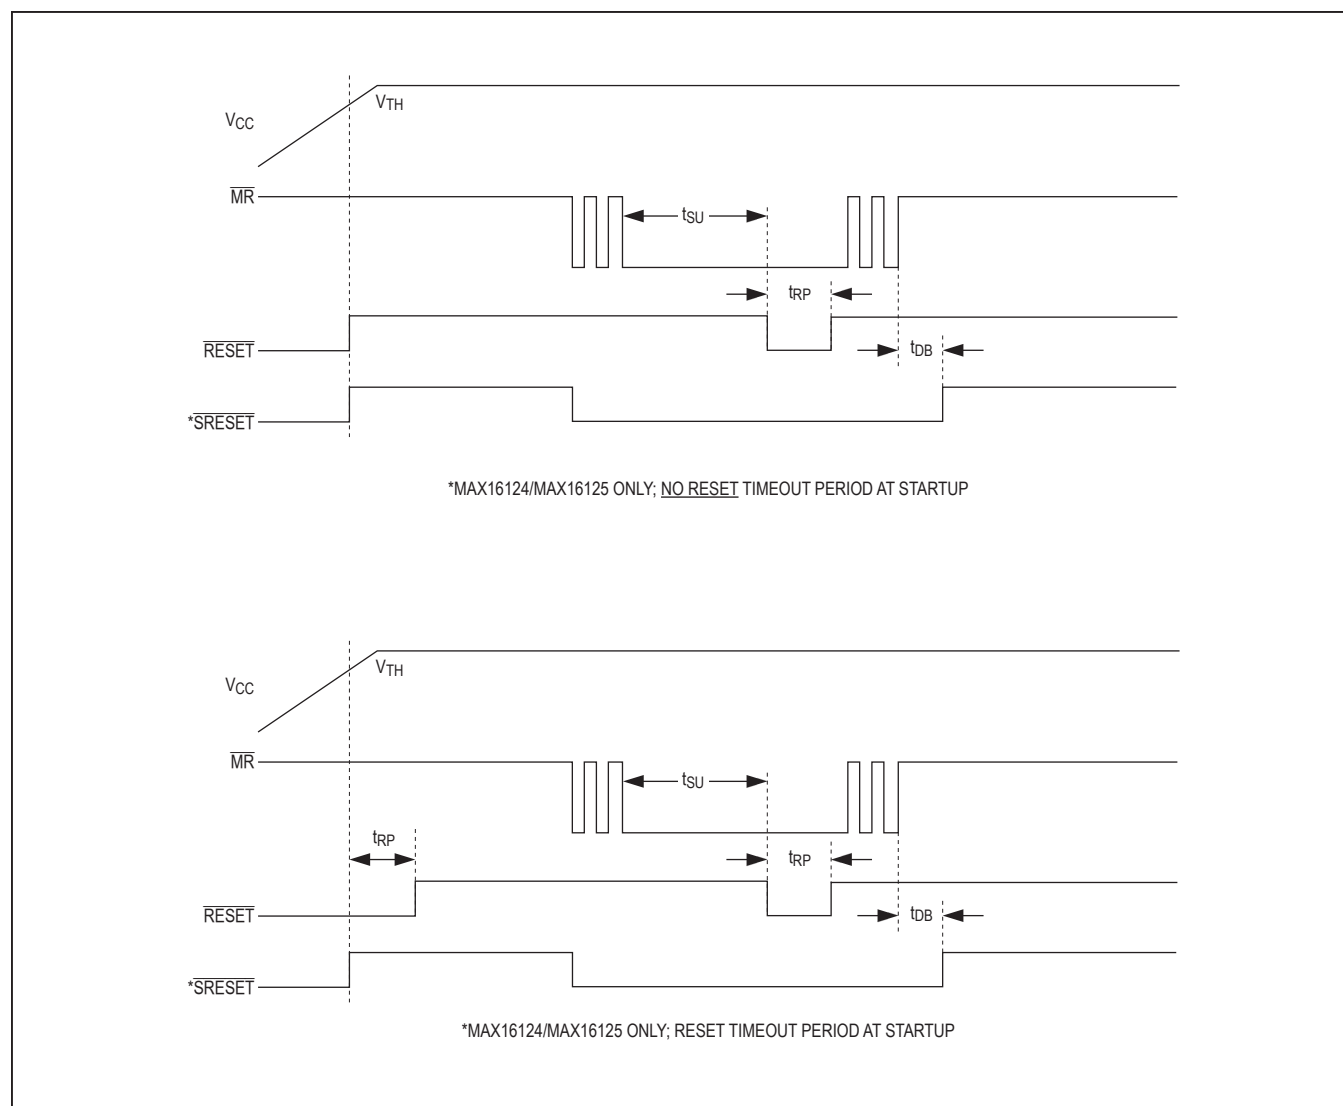 VTH
VCC
MR
tSU
tRP
RESET
tDB
*SRESET
*MAX16124/MAX16125 ONLY; NO RESET TIMEOUT PERIOD AT STARTUP
VTH
VCC
MR
tSU
tRP
tRP
RESET
tDB
*SRESET
*MAX16124/MAX16125 ONLY; RESET TIMEOUT PERIOD AT STARTUP